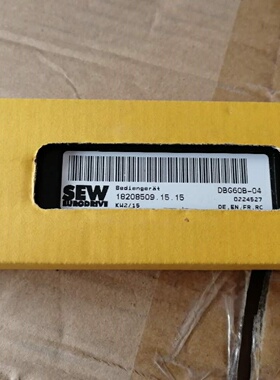 SEW
EURODRIVE
Bediengerät
18208509.15.15
KW2/15
DBG60B-04
0224527
DE,EN,FR,RC